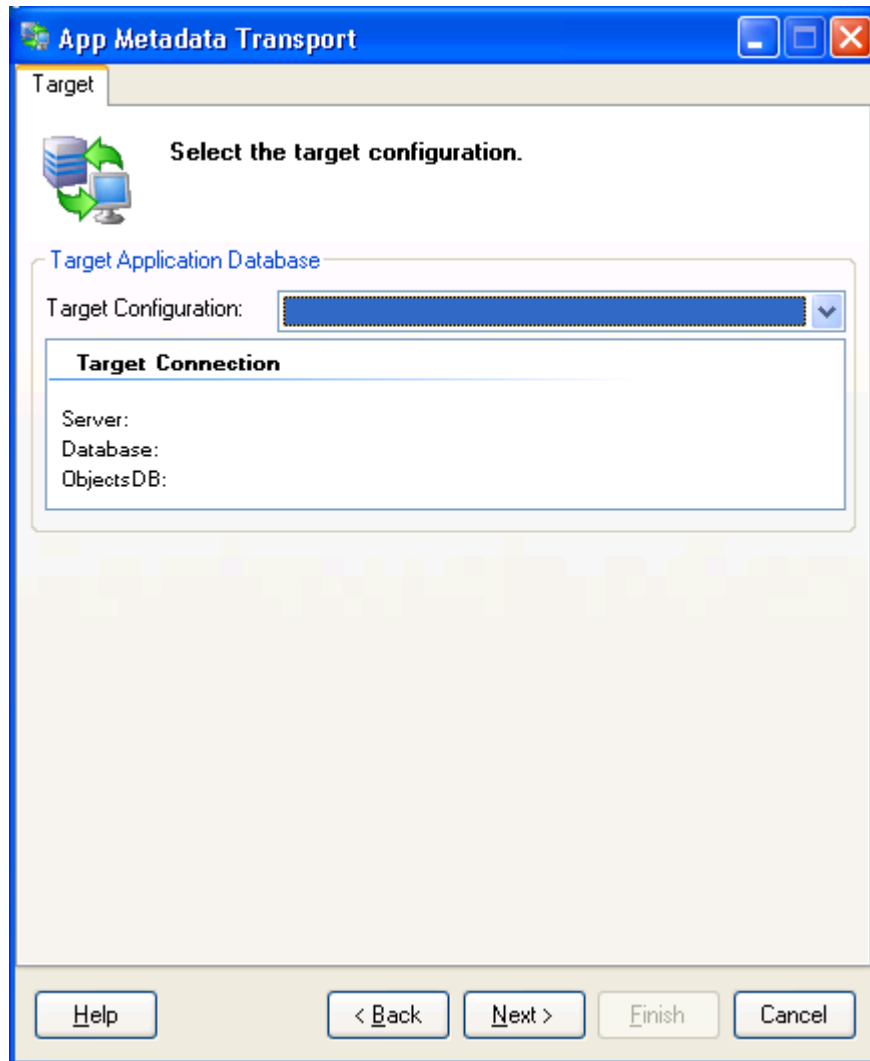 App Metadata Transport
Target
Select the target configuration.
Target Application Database
Target Configuration:
Target Connection
Server:
Database:
ObjectsDB:
Help < Back Next > Finish Cancel